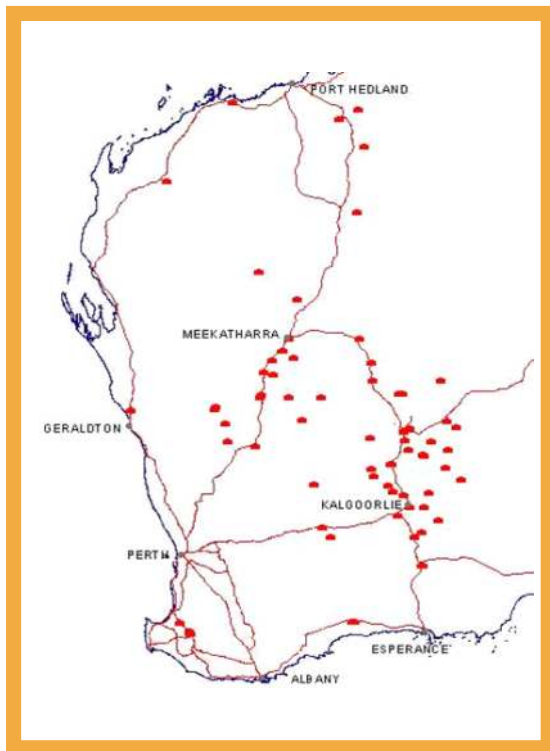 PORT HEDLAND
MEEKATHARRA
GERALDTON
KALGOORLIE
PERTH
ESPERANCE
ALBANY